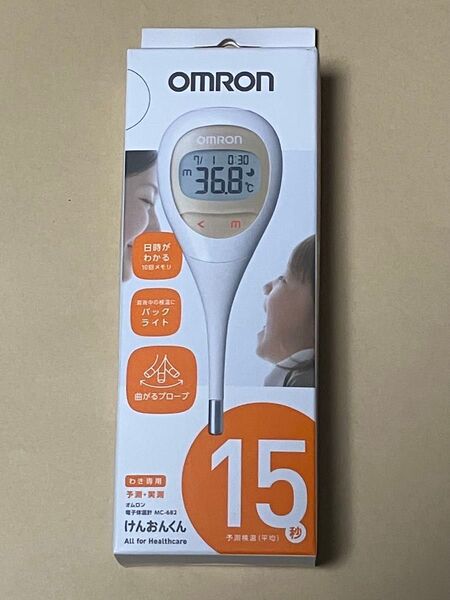 OMRON
OMRON
7/ 1 0:30
m 36.8 ℃
< m
日時が
わかる
10回メモリ
夜夜中の検温に
バック
ライト
曲がるプローブ
わき専用
予測・実測
オムロン
電子体温計 MC-682
けんおんくん
All for Healthcare
15秒
予測検温(平均)